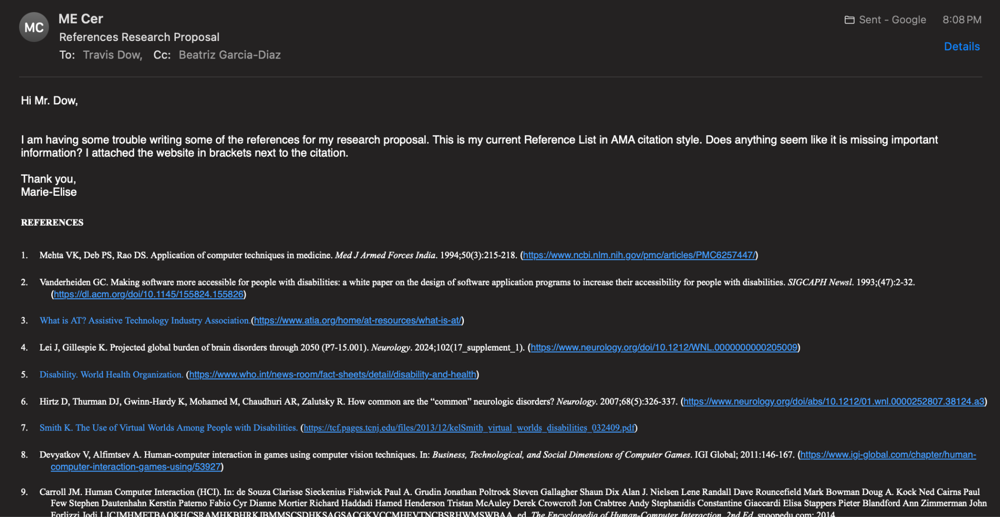 MC
ME Cer
Sent - Google 8:08 PM
References Research Proposal
Details
To: Travis Dow, Cc: Beatriz Garcia-Diaz
Hi Mr. Dow,
I am having some trouble writing some of the references for my research proposal. This is my current Reference List in AMA citation style. Does anything seem like it is missing important
information? I attached the website in brackets next to the citation.
Thank you,
Marie-Elise
REFERENCES
1. Mehta VK, Deb PS, Rao DS. Application of computer techniques in medicine. Med J Armed Forces India. 1994;50(3):215-218. (https://www.ncbi.nlm.nih.gov/pmc/articles/PMC6257447/)
2. Vanderheiden GC. Making software more accessible for people with disabilities: a white paper on the design of software application programs to increase their accessibility for people with disabilities. SIGCAPH Newsl. 1993;(47):2-32.
(https://dl.acm.org/doi/10.1145/155824.155826)
3. What is AT? Assistive Technology Industry Association.(https://www.atia.org/home/at-resources/what-is-at/)
4. Lei J, Gillespie K. Projected global burden of brain disorders through 2050 (P7-15.001). Neurology. 2024;102(17_supplement_1). (https://www.neurology.org/doi/10.1212/WNL.0000000000205009)
5. Disability. World Health Organization. (https://www.who.int/news-room/fact-sheets/detail/disability-and-health)
6. Hirtz D, Thurman DJ, Gwinn-Hardy K, Mohamed M, Chaudhuri AR, Zalutsky R. How common are the “common” neurologic disorders? Neurology. 2007;68(5):326-337. (https://www.neurology.org/doi/abs/10.1212/01.wnl.0000252807.38124.a3)
7. Smith K. The Use of Virtual Worlds Among People with Disabilities. (https://tcf.pages.tcnj.edu/files/2013/12/kelSmith_virtual_worlds_disabilities_032409.pdf)
8. Devyatkov V, Alfimtsev A. Human-computer interaction in games using computer vision techniques. In: Business, Technological, and Social Dimensions of Computer Games. IGI Global; 2011:146-167. (https://www.igi-global.com/chapter/human-
computer-interaction-games-using/53927)
9. Carroll JM. Human Computer Interaction (HCI). In: de Souza Clarisse Sieckenius Fishwick Paul A. Grudin Jonathan Poltrock Steven Gallagher Shaun Dix Alan J. Nielsen Lene Randall Dave Rouncefield Mark Bowman Doug A. Kock Ned Cairns Paul
Few Stephen Dautenhahn Kerstin Paterno Fabio Cyr Dianne Mortier Richard Haddadi Hamed Henderson Tristan McAuley Derek Crowcroft Jon Crabtree Andy Stephanidis Constantine Giaccardi Elisa Stappers Pieter Blandford Ann Zimmerman John
Forlizzi Jodi ed. The Encyclopedia of Human-Computer Interaction, 2nd Ed. snoopedu.com; 2014.